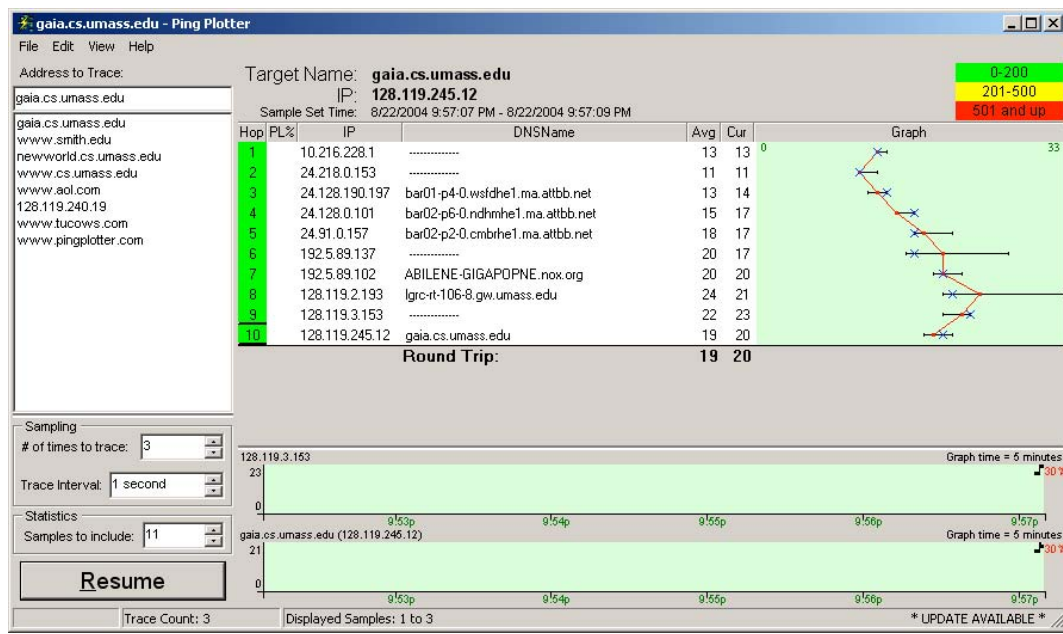 gaia.cs.umass.edu - Ping Plotter
File Edit View Help
Address to Trace:
gaia.cs.umass.edu
gaia.cs.umass.edu
www.smith.edu
newworld.cs.umass.edu
www.cs.umass.edu
www.aol.com
128.119.240.19
www.tucows.com
www.pingplotter.com
Sampling
# of times to trace: 3
Trace Interval: 1 second
Statistics
Samples to include: 11
Resume
Target Name: gaia.cs.umass.edu
IP: 128.119.245.12
Sample Set Time: 8/22/2004 9:57:07 PM - 8/22/2004 9:57:09 PM
0-200
201-500
501 and up
Hop PL% IP DNSName Avg Cur Graph
0 33
1 10.216.228.1 -------------- 13 13
2 24.218.0.153 -------------- 11 11
3 24.128.190.197 bar01-p4-0.wsfdhe1.ma.attbb.net 13 14
4 24.128.0.101 bar02-p6-0.ndhmhe1.ma.attbb.net 15 17
5 24.91.0.157 bar02-p2-0.cmbrhe1.ma.attbb.net 18 17
6 192.5.89.137 -------------- 20 17
7 192.5.89.102 ABILENE-GIGAPOPNE.nox.org 20 20
8 128.119.2.193 lgrc-rt-106-8.gw.umass.edu 24 21
9 128.119.3.153 -------------- 22 23
10 128.119.245.12 gaia.cs.umass.edu 19 20
Round Trip: 19 20
128.119.3.153 Graph time = 5 minutes
23 30
0
9:53p 9:54p 9:55p 9:56p 9:57p
gaia.cs.umass.edu (128.119.245.12) Graph time = 5 minutes
21 30
0
9:53p 9:54p 9:55p 9:56p 9:57p
Trace Count: 3 Displayed Samples: 1 to 3 * UPDATE AVAILABLE *